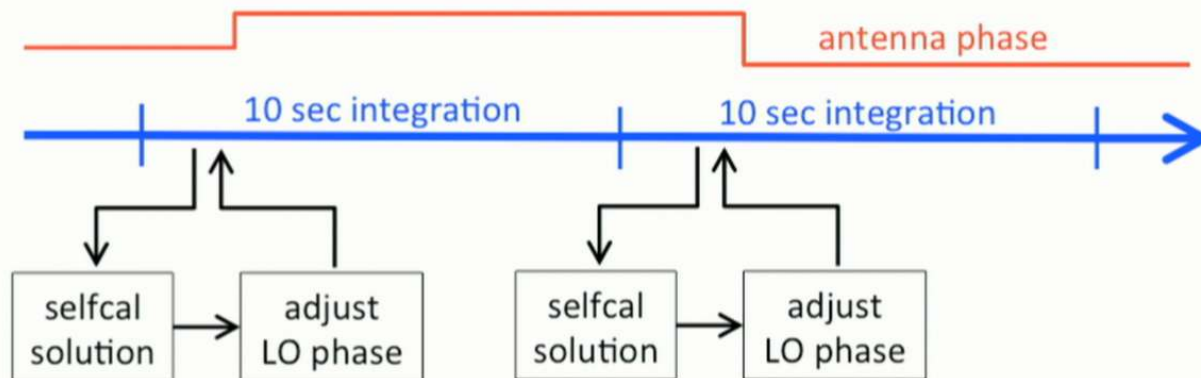 antenna phase
10 sec integration
10 sec integration
selfcal
solution
adjust
LO phase
selfcal
solution
adjust
LO phase